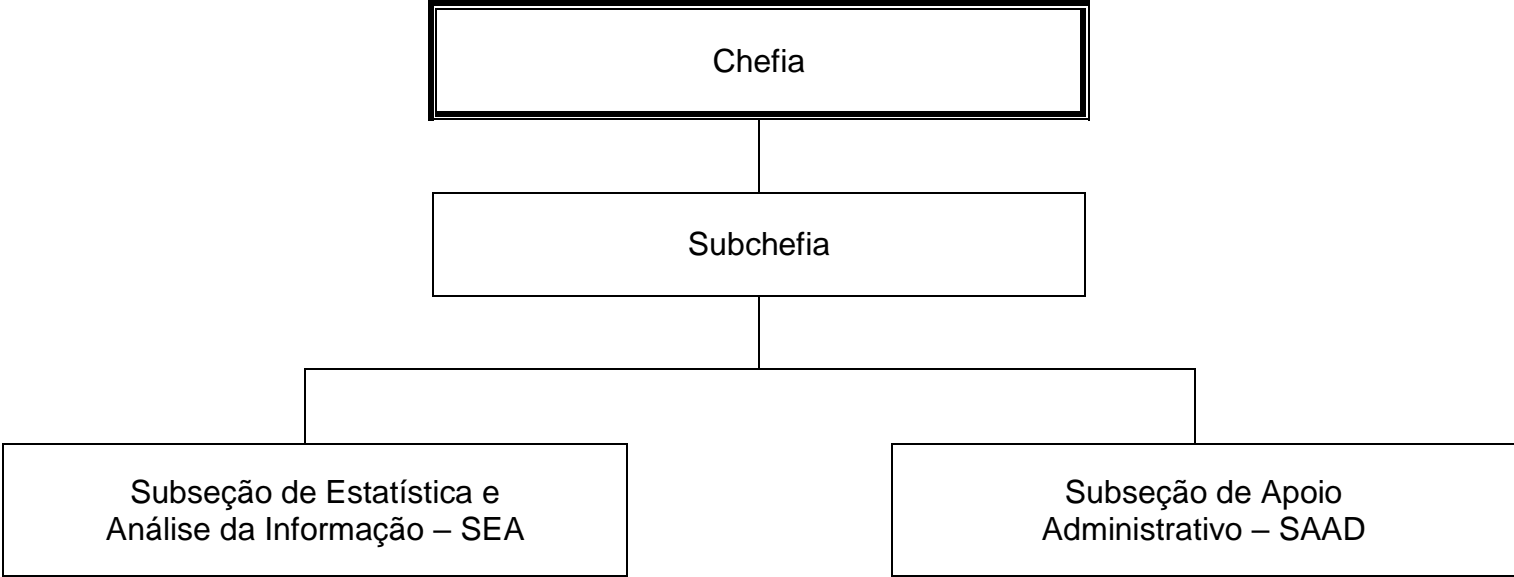 Chefia
Subchefia
Subseção de Estatística e
Análise da Informação – SEA
Subseção de Apoio
Administrativo – SAAD